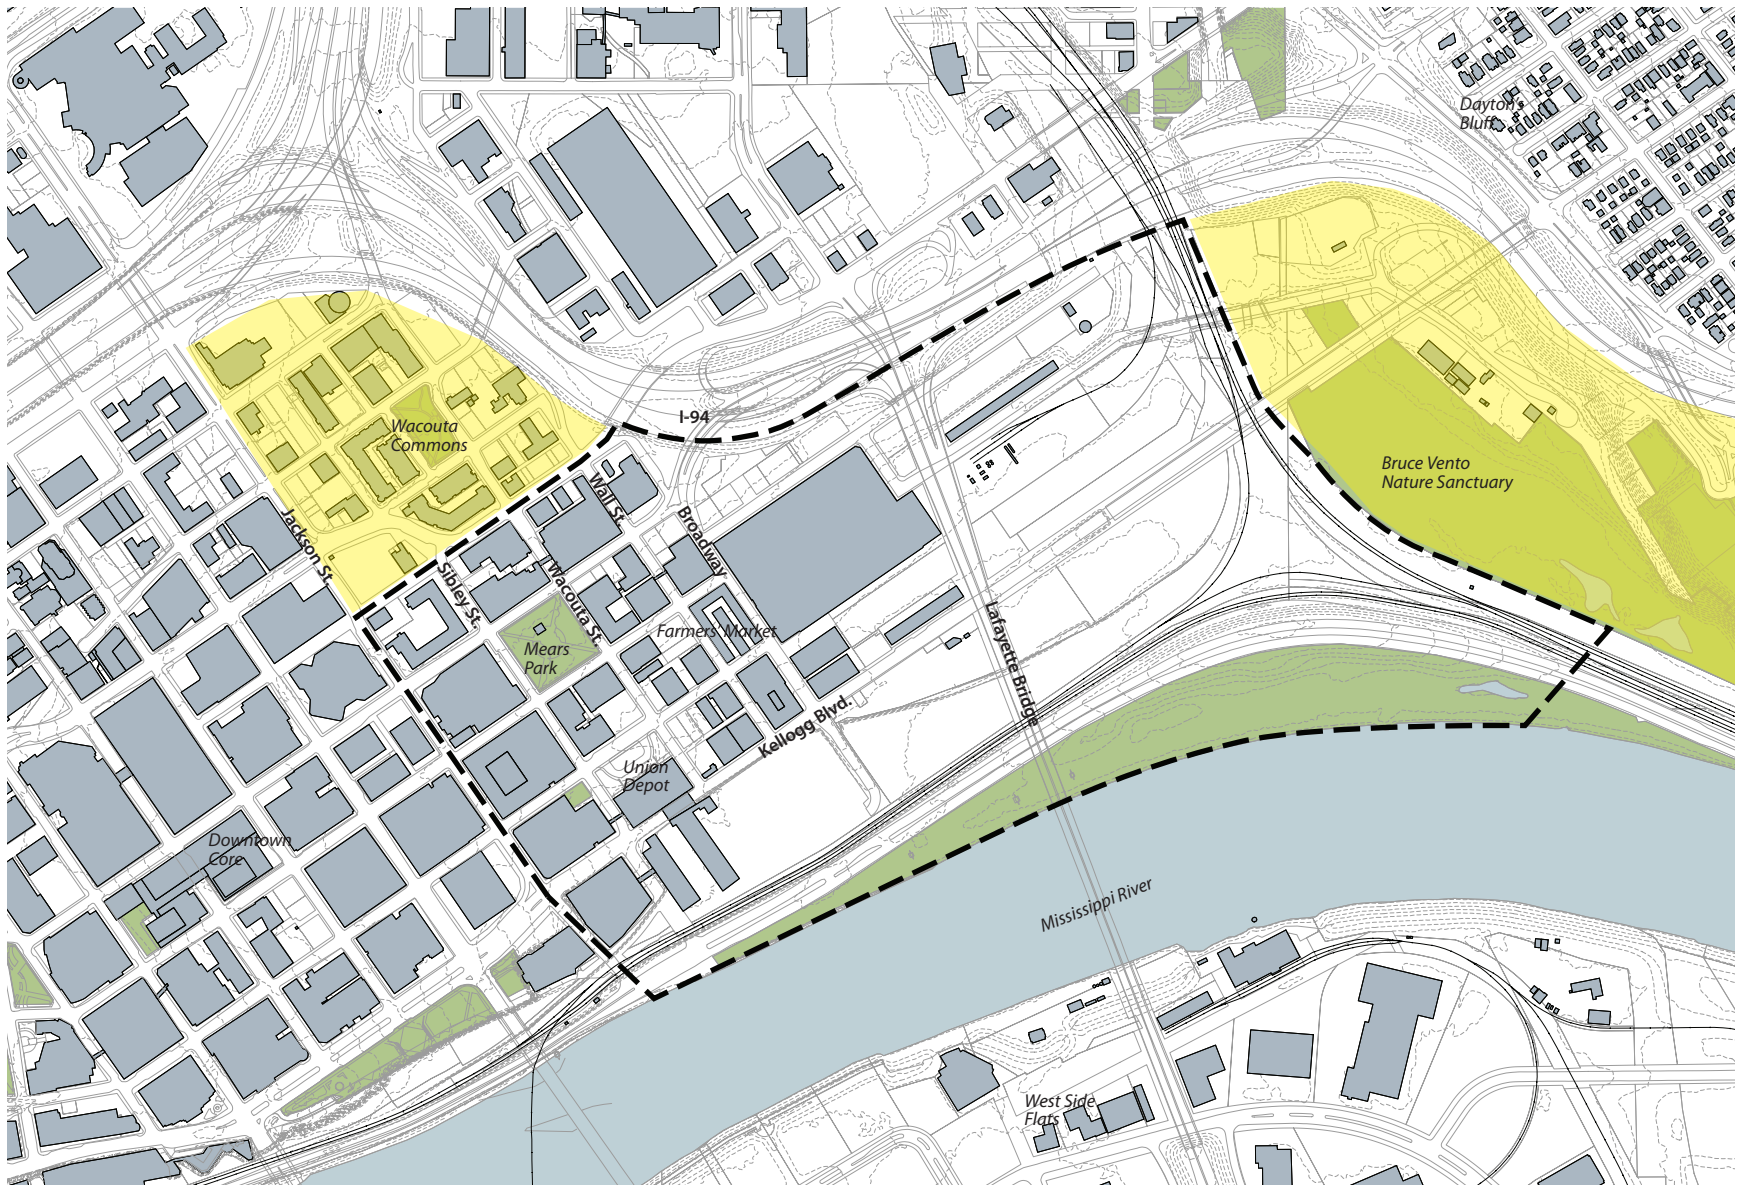 Dayton's
Bluff
I-94
Wacouta
Commons
Bruce Vento
Nature Sanctuary
Wall St.
Broadway
Jackson St.
Sibley St.
Wacouta St.
Farmers' Market
Mears
Park
Lafayette Bridge
Kellogg Blvd.
Union
Depot
Downtown
Core
Mississippi River
West Side
Flats